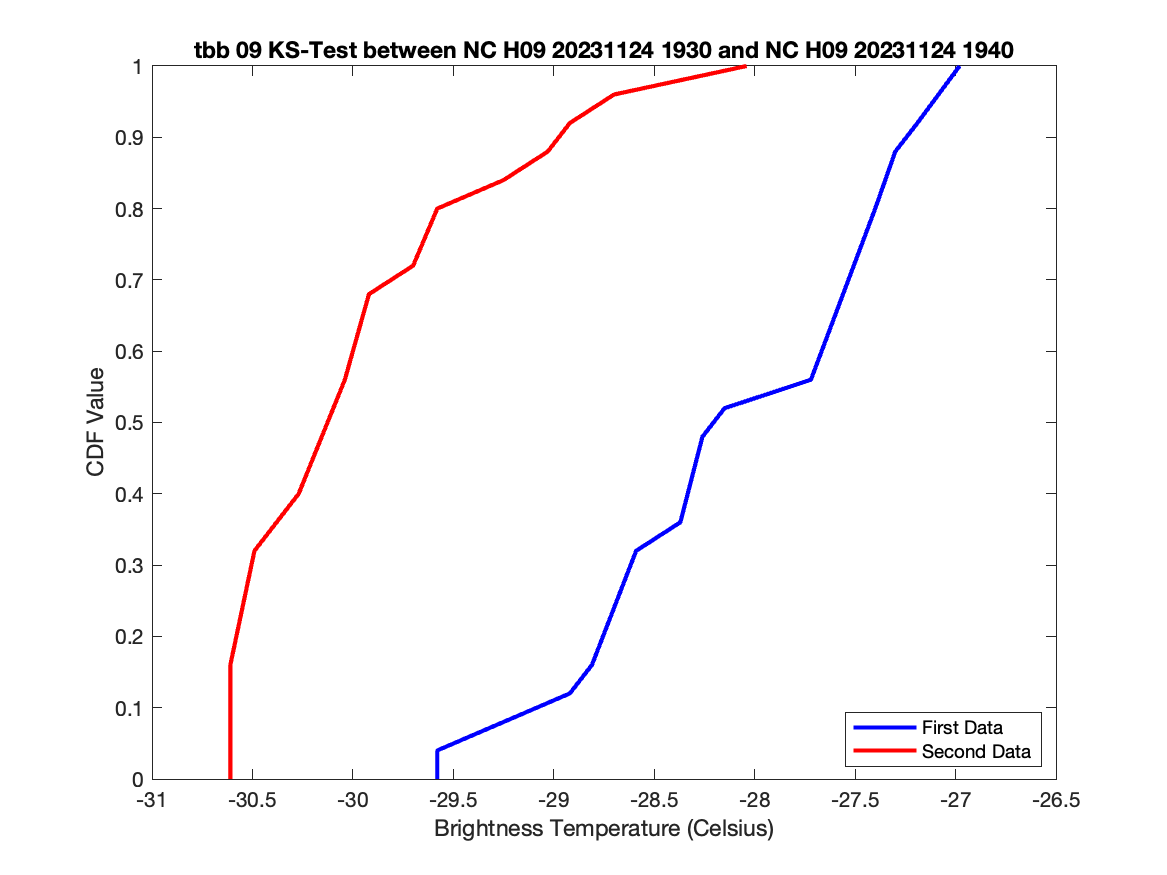 tbb 09 KS-Test between NC H09 20231124 1930 and NC H09 20231124 1940
1
0.9
0.8
0.7
0.6
0.5
0.4
0.3
0.2
0.1
0
CDF Value
First Data
Second Data
-31 -30.5 -30 -29.5 -29 -28.5 -28 -27.5 -27 -26.5
Brightness Temperature (Celsius)